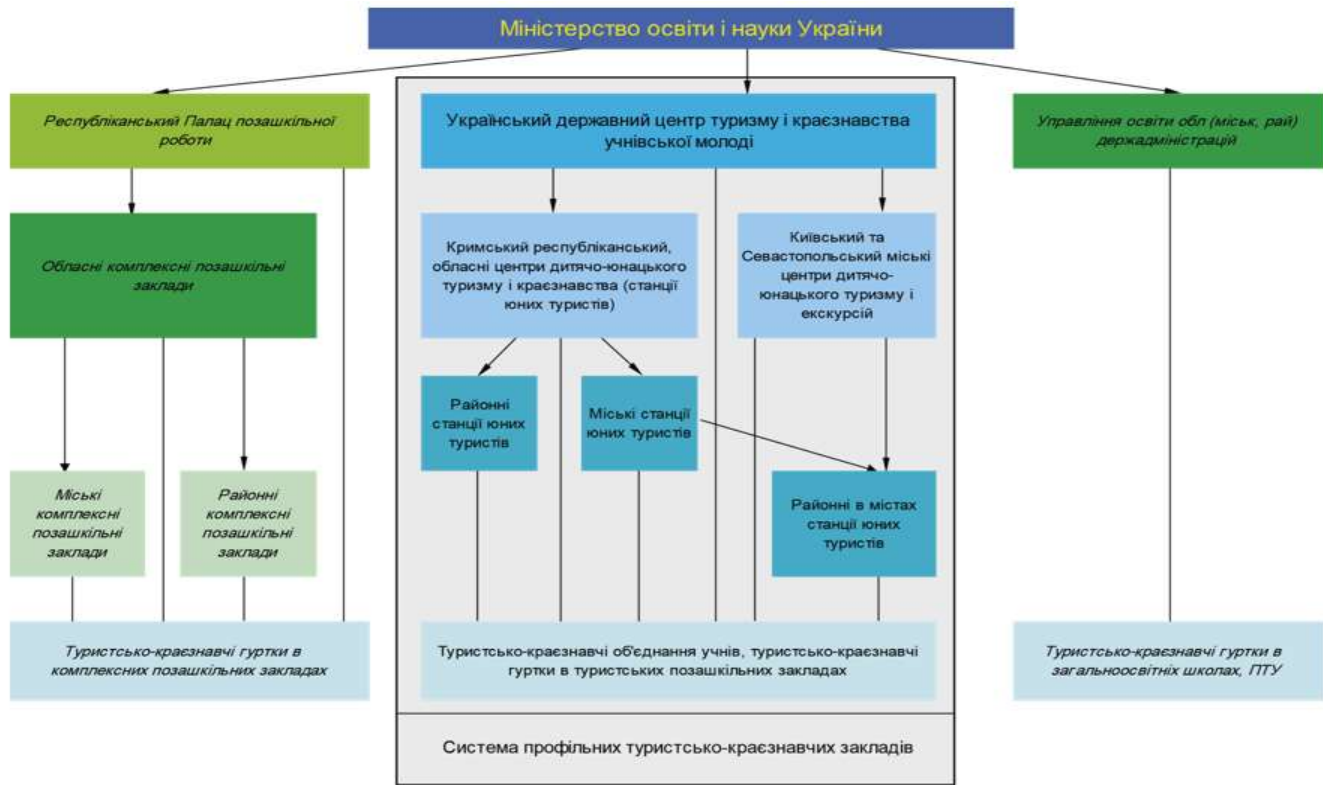 Міністерство освіти і науки України
Республіканський Палац позашкільної
роботи
Український державний центр туризму і краєзнавства
учнівської молоді
Управління освіти обл (міськ, рай)
держадміністрацій
Обласні комплексні позашкільні
заклади
Кримський республіканський,
обласні центри дитячо-юнацького
туризму і краєзнавства (станції
юних туристів)
Київський та
Севастопольський міські
центри дитячо-
юнацького туризму і
екскурсій
Районні
станції юних
туристів
Міські станції
юних туристів
Міські
комплексні
позашкільні
заклади
Районні
комплексні
позашкільні
заклади
Районні в містах
станції юних
туристів
Туристсько-краєзнавчі гуртки в
комплексних позашкільних закладах
Туристсько-краєзнавчі об'єднання учнів, туристсько-краєзнавчі
гуртки в туристських позашкільних закладах
Туристсько-краєзнавчі гуртки в
загальноосвітніх школах, ПТУ
Система профільних туристсько-краєзнавчих закладів